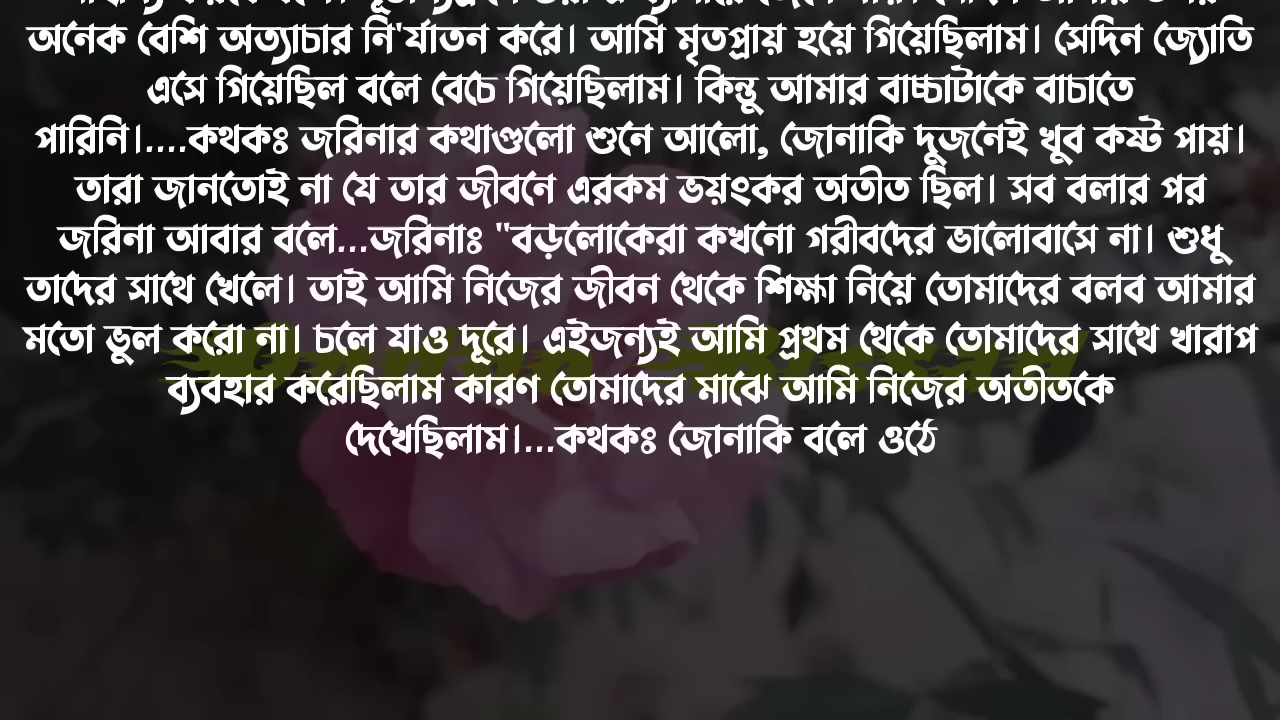 অনেক বেশি অত্যাচার নি'র্যাতন করে। আমি মৃতপ্রায় হয়ে গিয়েছিলাম। সেদিন জ্যোতি
এসে গিয়েছিল বলে বেচে গিয়েছিলাম। কিন্তু আমার বাচ্চাটাকে বাচাতে
পারিনি।....কথকঃ জরিনার কথাগুলো শুনে আলো, জোনাকি দুজনেই খুব কষ্ট পায়।
তারা জানতোই না যে তার জীবনে এরকম ভয়ংকর অতীত ছিল। সব বলার পর
জরিনা আবার বলে...জরিনাঃ "বড়লোকেরা কখনো গরীবদের ভালোবাসে না। শুধু
তাদের সাথে খেলে। তাই আমি নিজের জীবন থেকে শিক্ষা নিয়ে তোমাদের বলব আমার
মতো ভুল করো না। চলে যাও দূরে। এইজন্যই আমি প্রথম থেকে তোমাদের সাথে খারাপ
ব্যবহার করেছিলাম কারণ তোমাদের মাঝে আমি নিজের অতীতকে
দেখেছিলাম।...কথকঃ জোনাকি বলে ওঠে